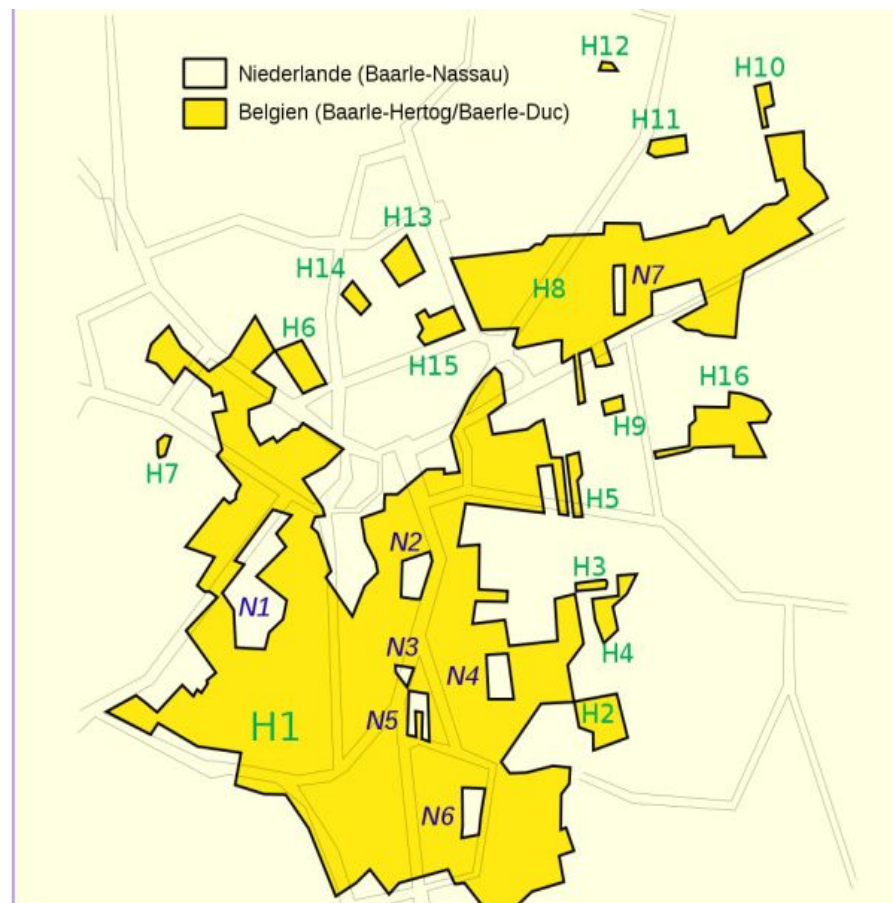 H12
H10
Niederlande (Baarle-Nassau)
Belgien (Baarle-Hertog/Baerle-Duc)
H11
H13
H14
H8
N7
H6
H15
H16
H9
H7
H5
N2
H3
N1
N3
H4
N4
H1
N5
H2
N6